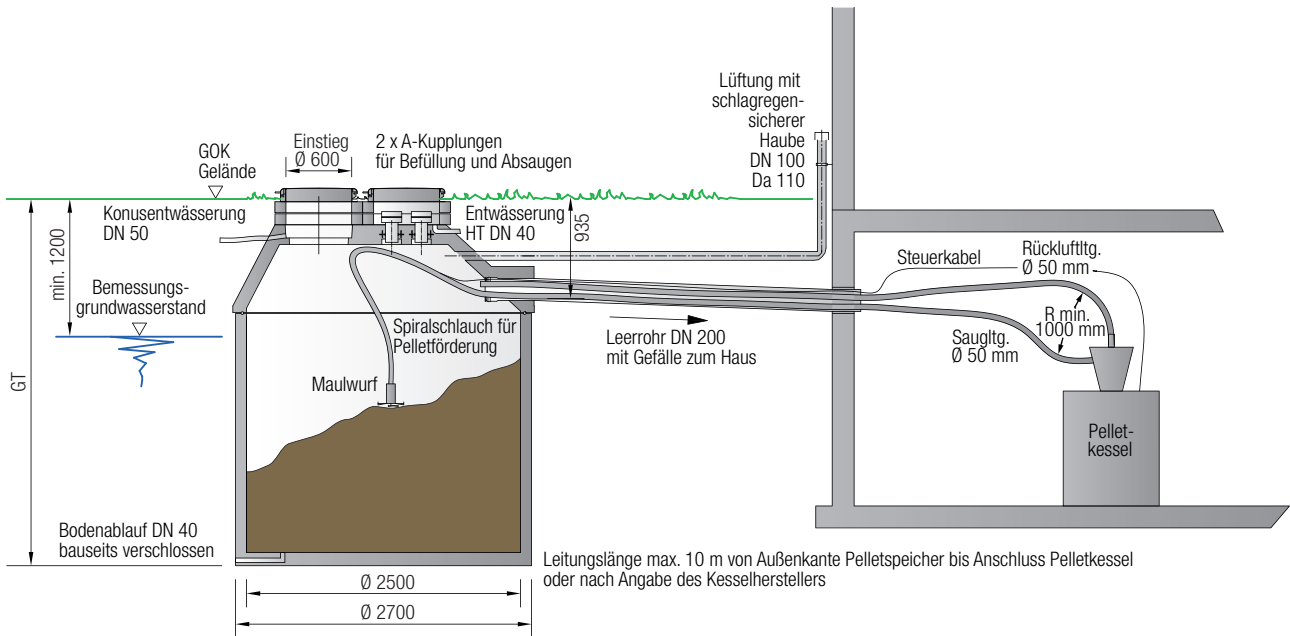 Lüftung mit
schlagregen-
sicherer
Haube
DN 100
Da 110
GOK
Gelände
Einstieg
Ø 600
2 x A-Kupplungen
für Befüllung und Absaugen
Konusentwässerung
DN 50
Entwässerung
HT DN 40
935
min. 1200
Bemessungs-
grundwasserstand
GT
Steuerkabel
Rückluftltg.
Ø 50 mm
R min.
1000 mm
Saugltg.
Ø 50 mm
Spiralschlauch für
Pelletförderung
Leerrohr DN 200
mit Gefälle zum Haus
Maulwurf
Pellet-
kessel
Bodenablauf DN 40
bauseits verschlossen
Leitungslänge max. 10 m von Außenkante Pelletspeicher bis Anschluss Pelletkessel
oder nach Angabe des Kesselherstellers
Ø 2500
Ø 2700